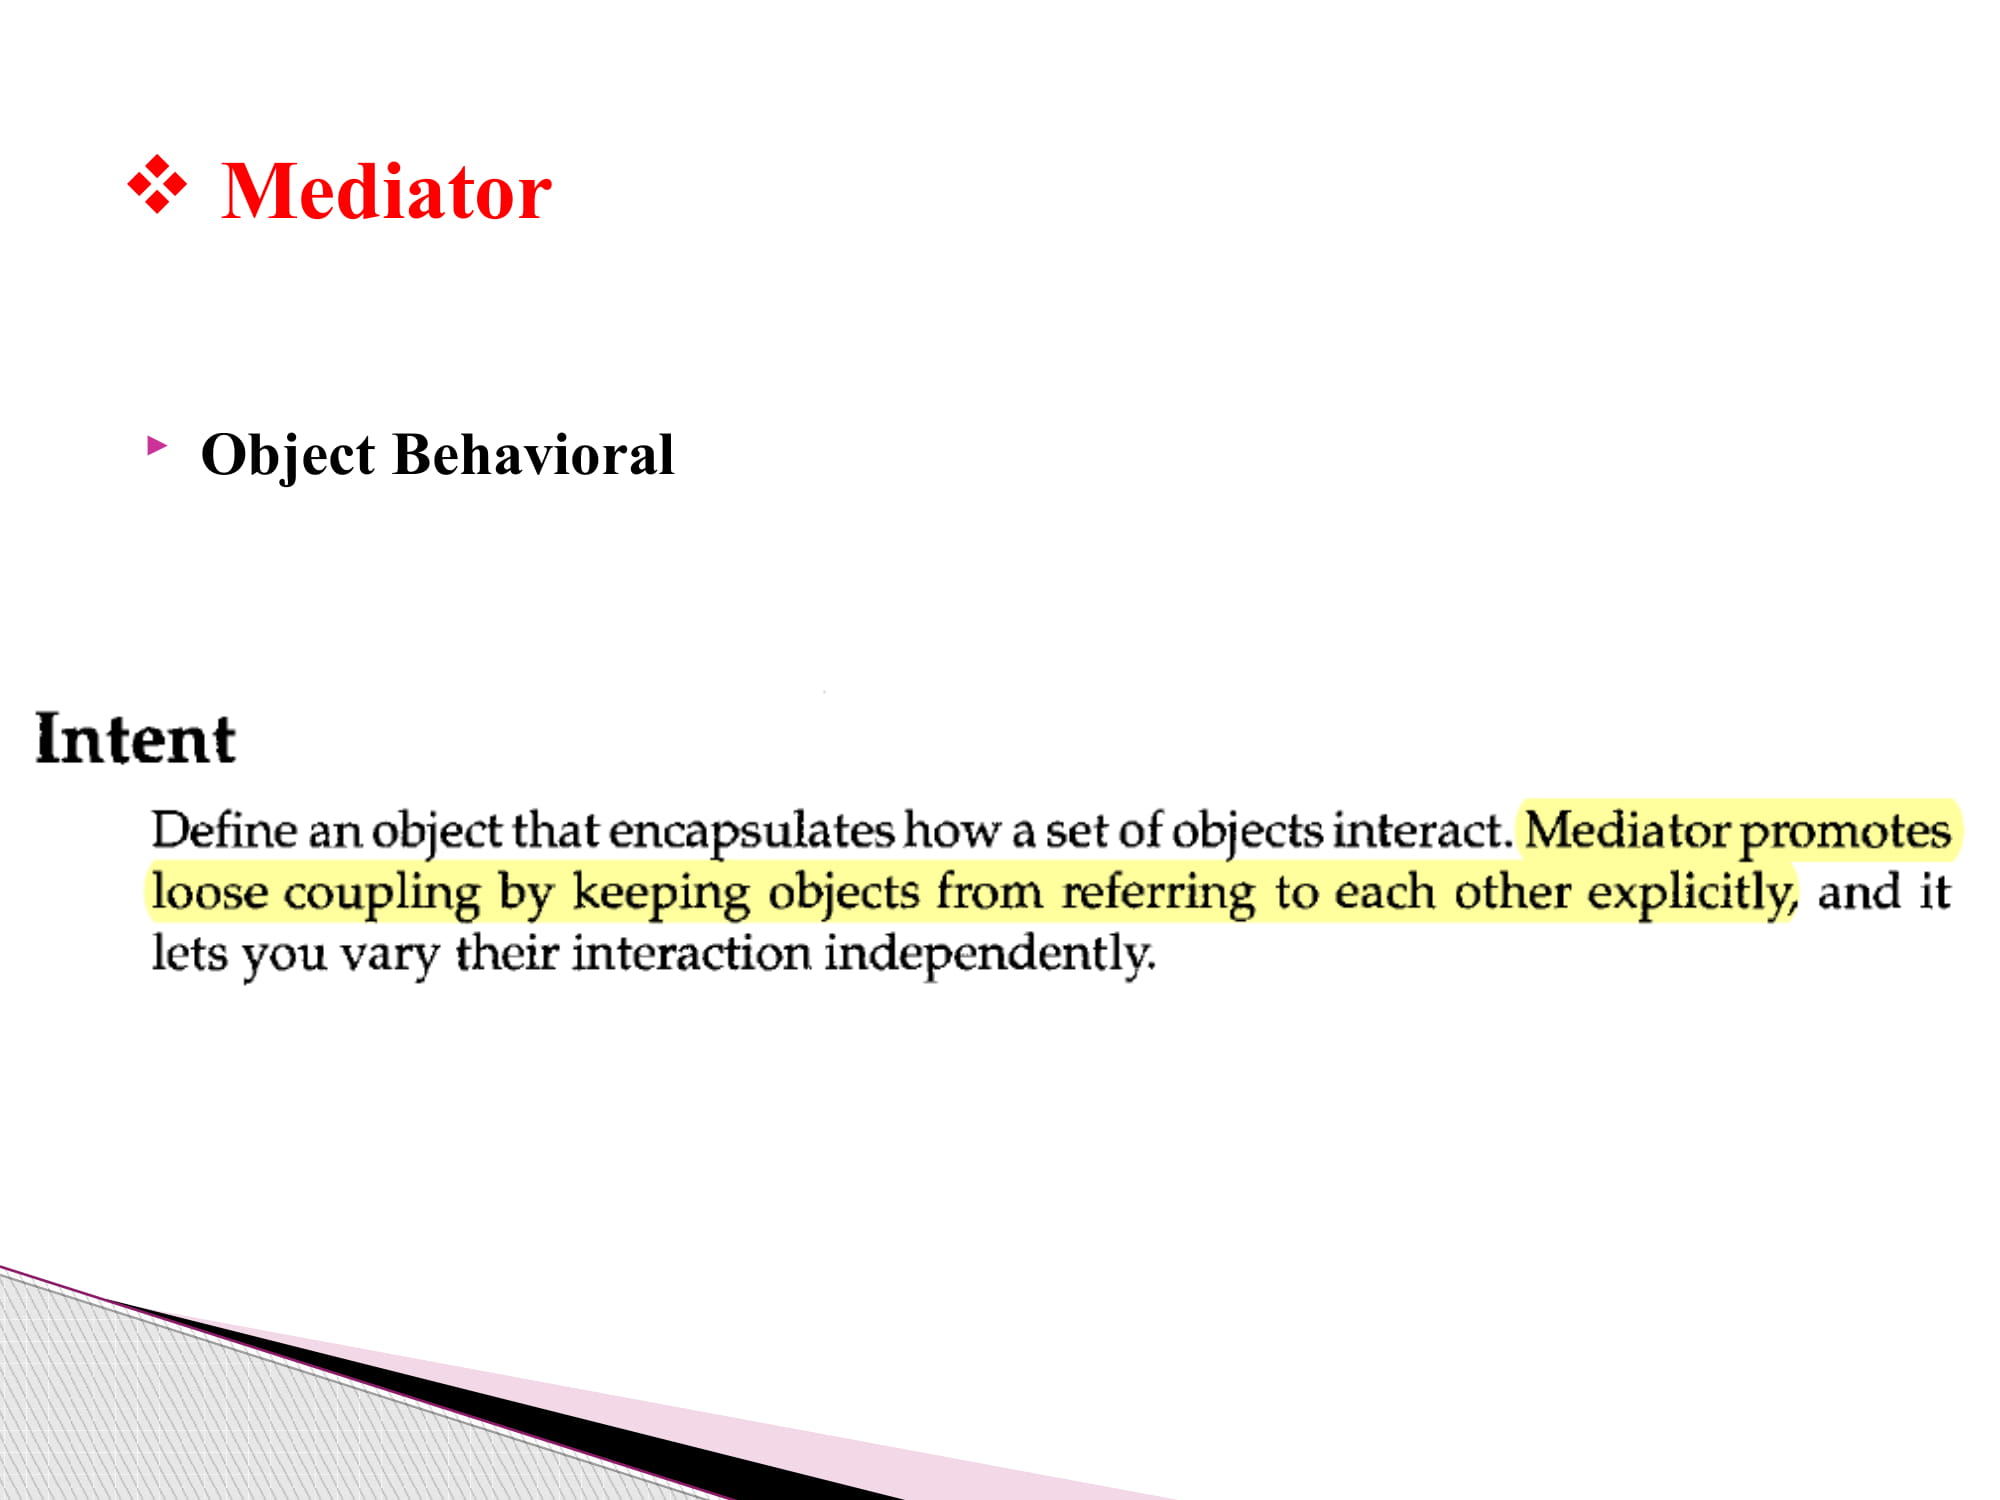 ❖ Mediator
▶ Object Behavioral
Intent
Define an object that encapsulates how a set of objects interact. Mediator promotes
loose coupling by keeping objects from referring to each other explicitly, and it
lets you vary their interaction independently.